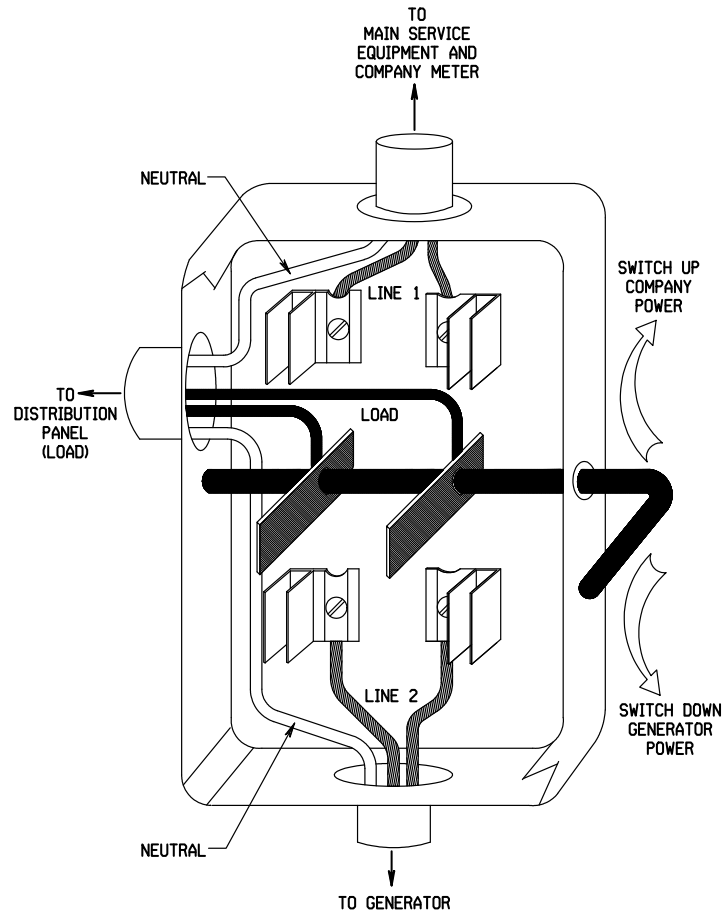 TO
MAIN SERVICE
EQUIPMENT AND
COMPANY METER
NEUTRAL
LINE 1
SWITCH UP
COMPANY
POWER
TO
DISTRIBUTION
PANEL
(LOAD)
LOAD
LINE 2
SWITCH DOWN
GENERATOR
POWER
NEUTRAL
TO GENERATOR